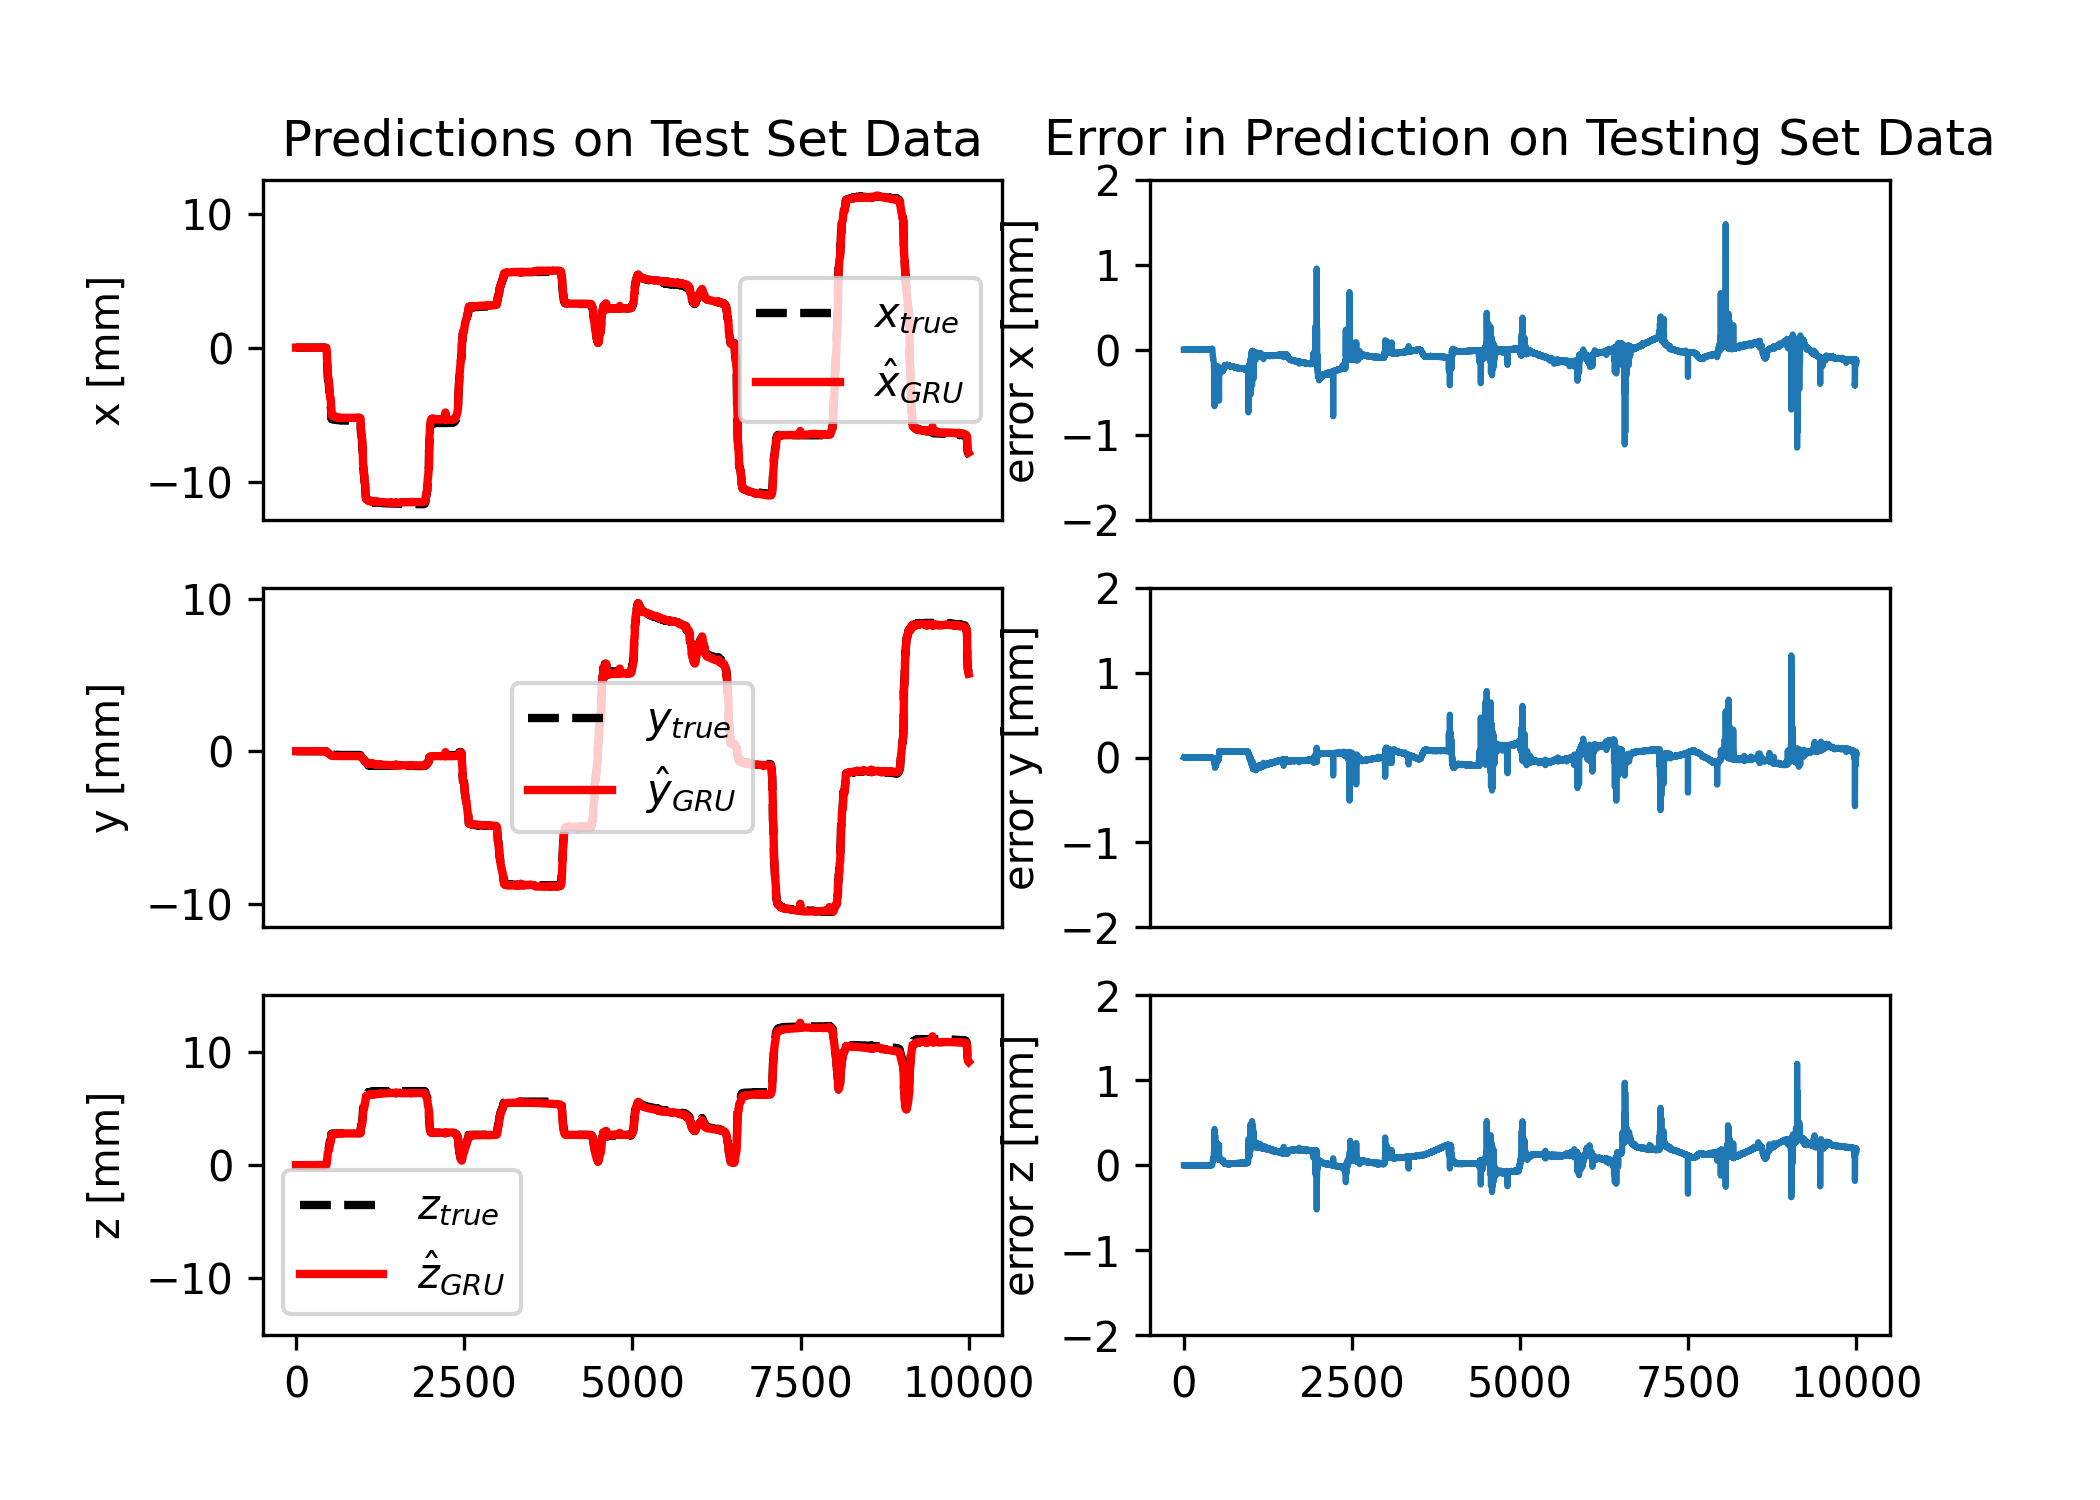 Predictions on Test Set Data
Error in Prediction on Testing Set Data
x [mm]
10
0
−10
x_true
x̂_GRU
error x [mm]
2
1
0
−1
−2
y [mm]
10
0
−10
y_true
ŷ_GRU
error y [mm]
2
1
0
−1
−2
z [mm]
10
0
−10
z_true
ẑ_GRU
0 2500 5000 7500 10000
error z [mm]
2
1
0
−1
−2
0 2500 5000 7500 10000